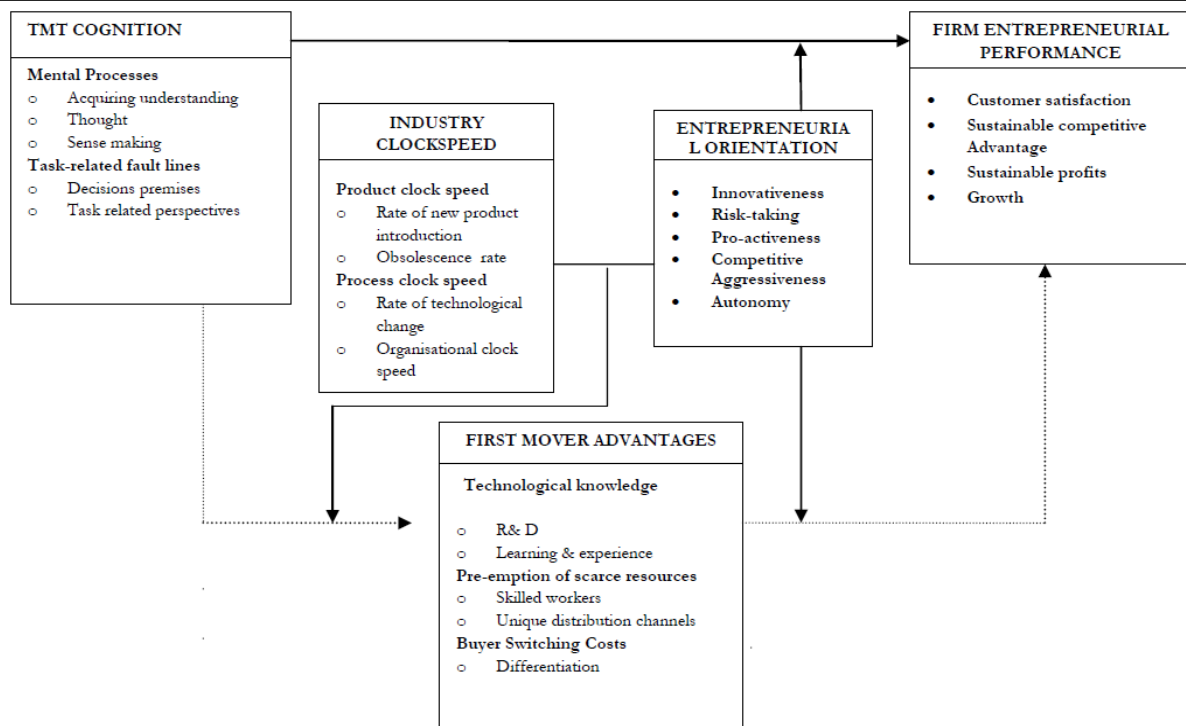 TMT COGNITION
Mental Processes
o Acquiring understanding
o Thought
o Sense making
Task-related fault lines
o Decisions premises
o Task related perspectives
INDUSTRY
CLOCKSPEED
Product clock speed
o Rate of new product
introduction
o Obsolescence rate
Process clock speed
o Rate of technological
change
o Organisational clock
speed
ENTREPRENEURIA
L ORIENTATION
• Innovativeness
• Risk-taking
• Pro-activeness
• Competitive
Aggressiveness
• Autonomy
FIRM ENTREPRENEURIAL
PERFORMANCE
• Customer satisfaction
• Sustainable competitive
Advantage
• Sustainable profits
• Growth
FIRST MOVER ADVANTAGES
Technological knowledge
o R& D
o Learning & experience
Pre-emption of scarce resources
o Skilled workers
o Unique distribution channels
Buyer Switching Costs
o Differentiation